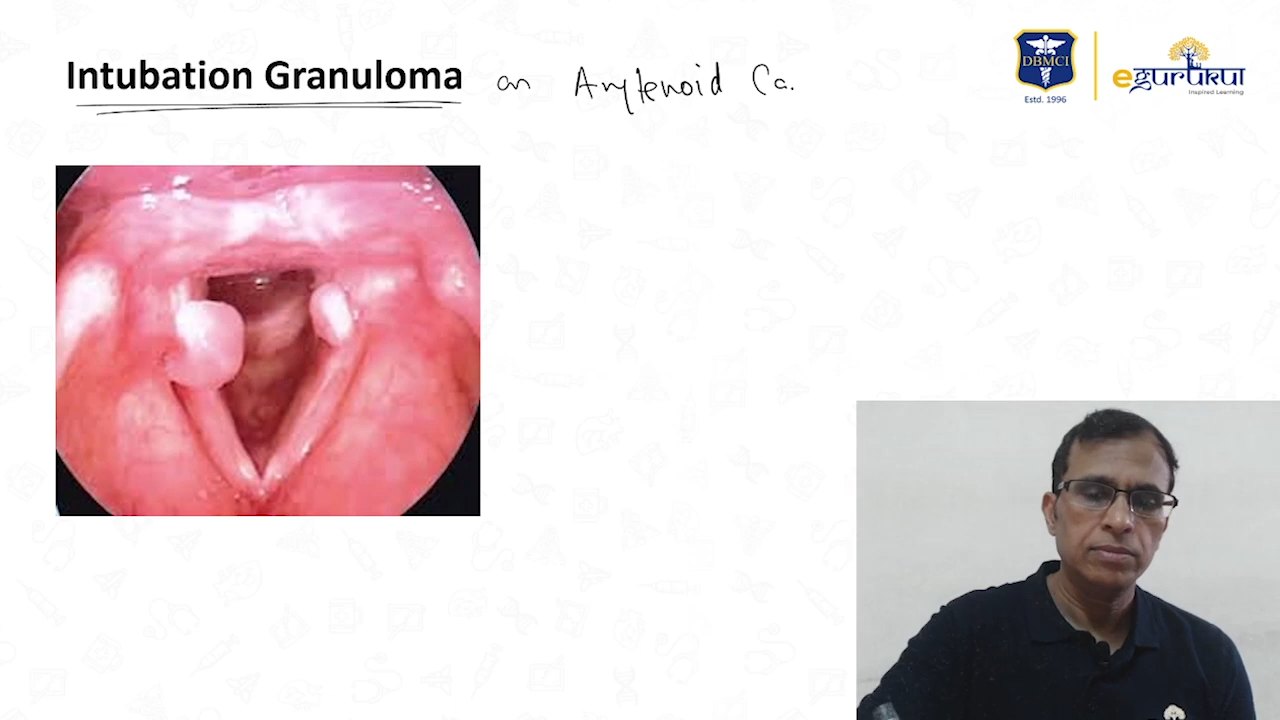 Intubation Granuloma on Arytenoid Ca.
DBMCI
Estd. 1996
egurukul
Inspired Learning